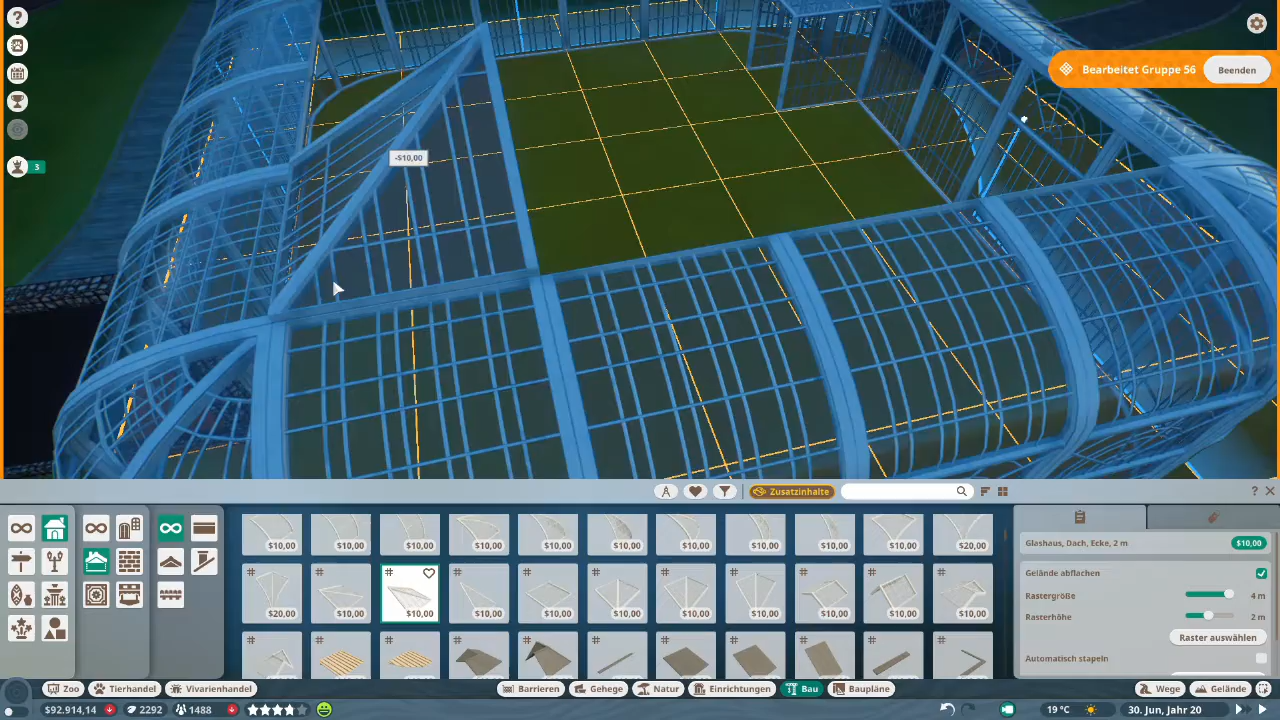 Bearbeitet Gruppe 56
Beenden
3
-$10,00
Zusatzinhalte
$10,00 $10,00 $10,00 $10,00 $10,00 $10,00 $10,00 $10,00 $10,00 $10,00 $20,00
$20,00 $10,00 $10,00 $10,00 $10,00 $10,00 $10,00 $10,00 $10,00 $10,00 $10,00
Glashaus, Dach, Ecke, 2 m $10,00
Gelände abflachen
Rastergröße 4 m
Rasterhöhe 2 m
Raster auswählen
Automatisch stapeln
Zoo Tierhandel Vivarienhandel Barrieren Gehege Natur Einrichtungen Bau Baupläne Wege Gelände
$92.914,14 2292 1488 19 °C 30. Jun, Jahr 20